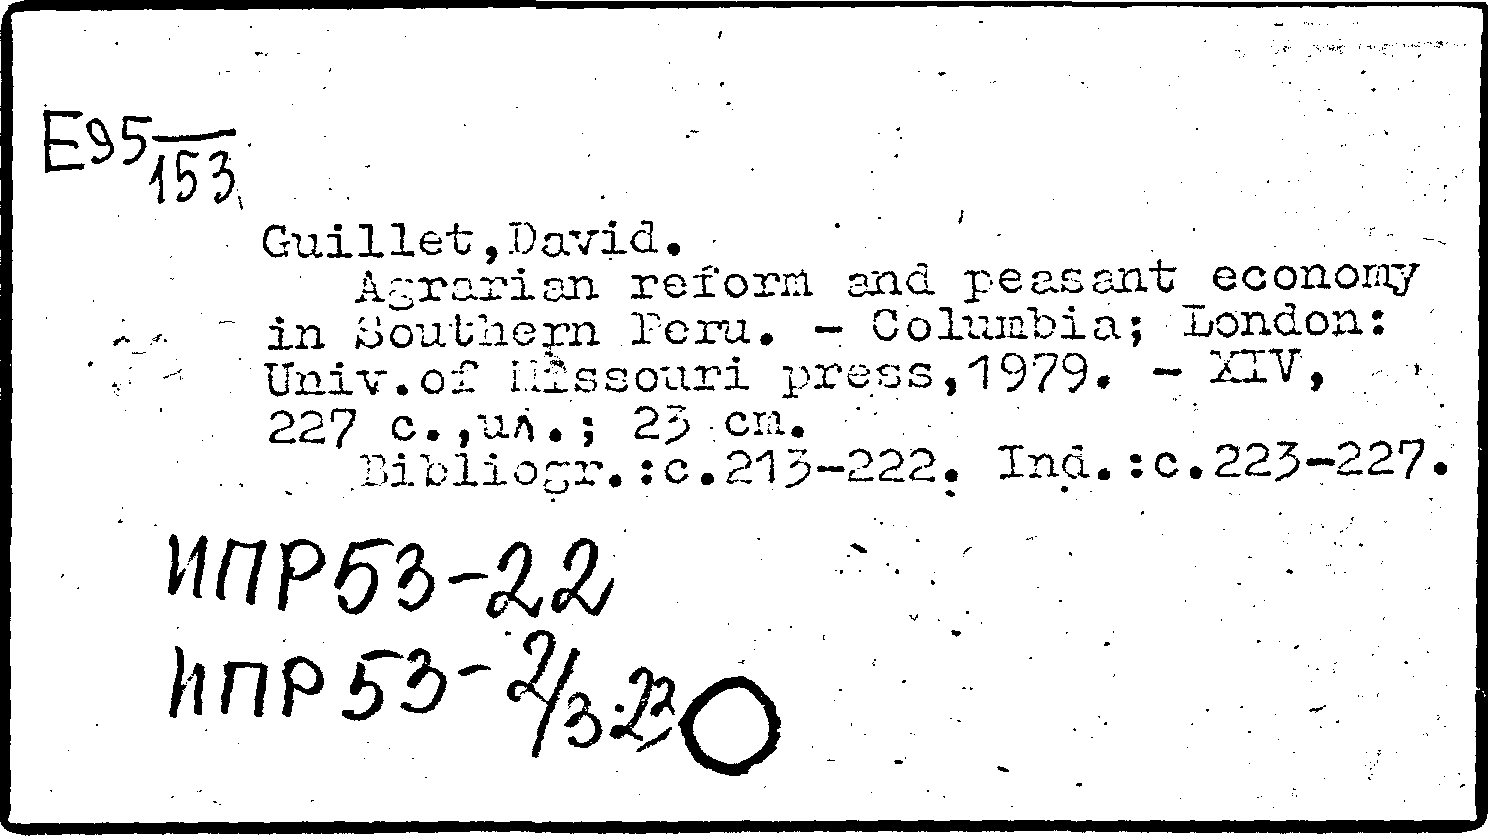 E95/153
Guillet,David.
Agrarian reform and peasant economy
in Southern Peru. - Columbia; London:
Univ.of Missouri press,1979. - XIV,
227 с.,ил.; 23 cm.
Bibliogr.:с.213-222. Ind.:с.223-227.
ИПР53-22
ИПР53-2/3.22